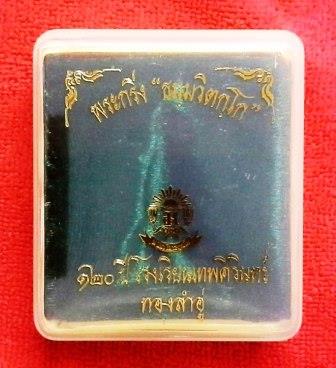 พระกริ่ง "ธมฺมวิตกฺโก"
๑๒๐ ปี โรงเรียนเทพศิรินทร์
ทองลำอู่